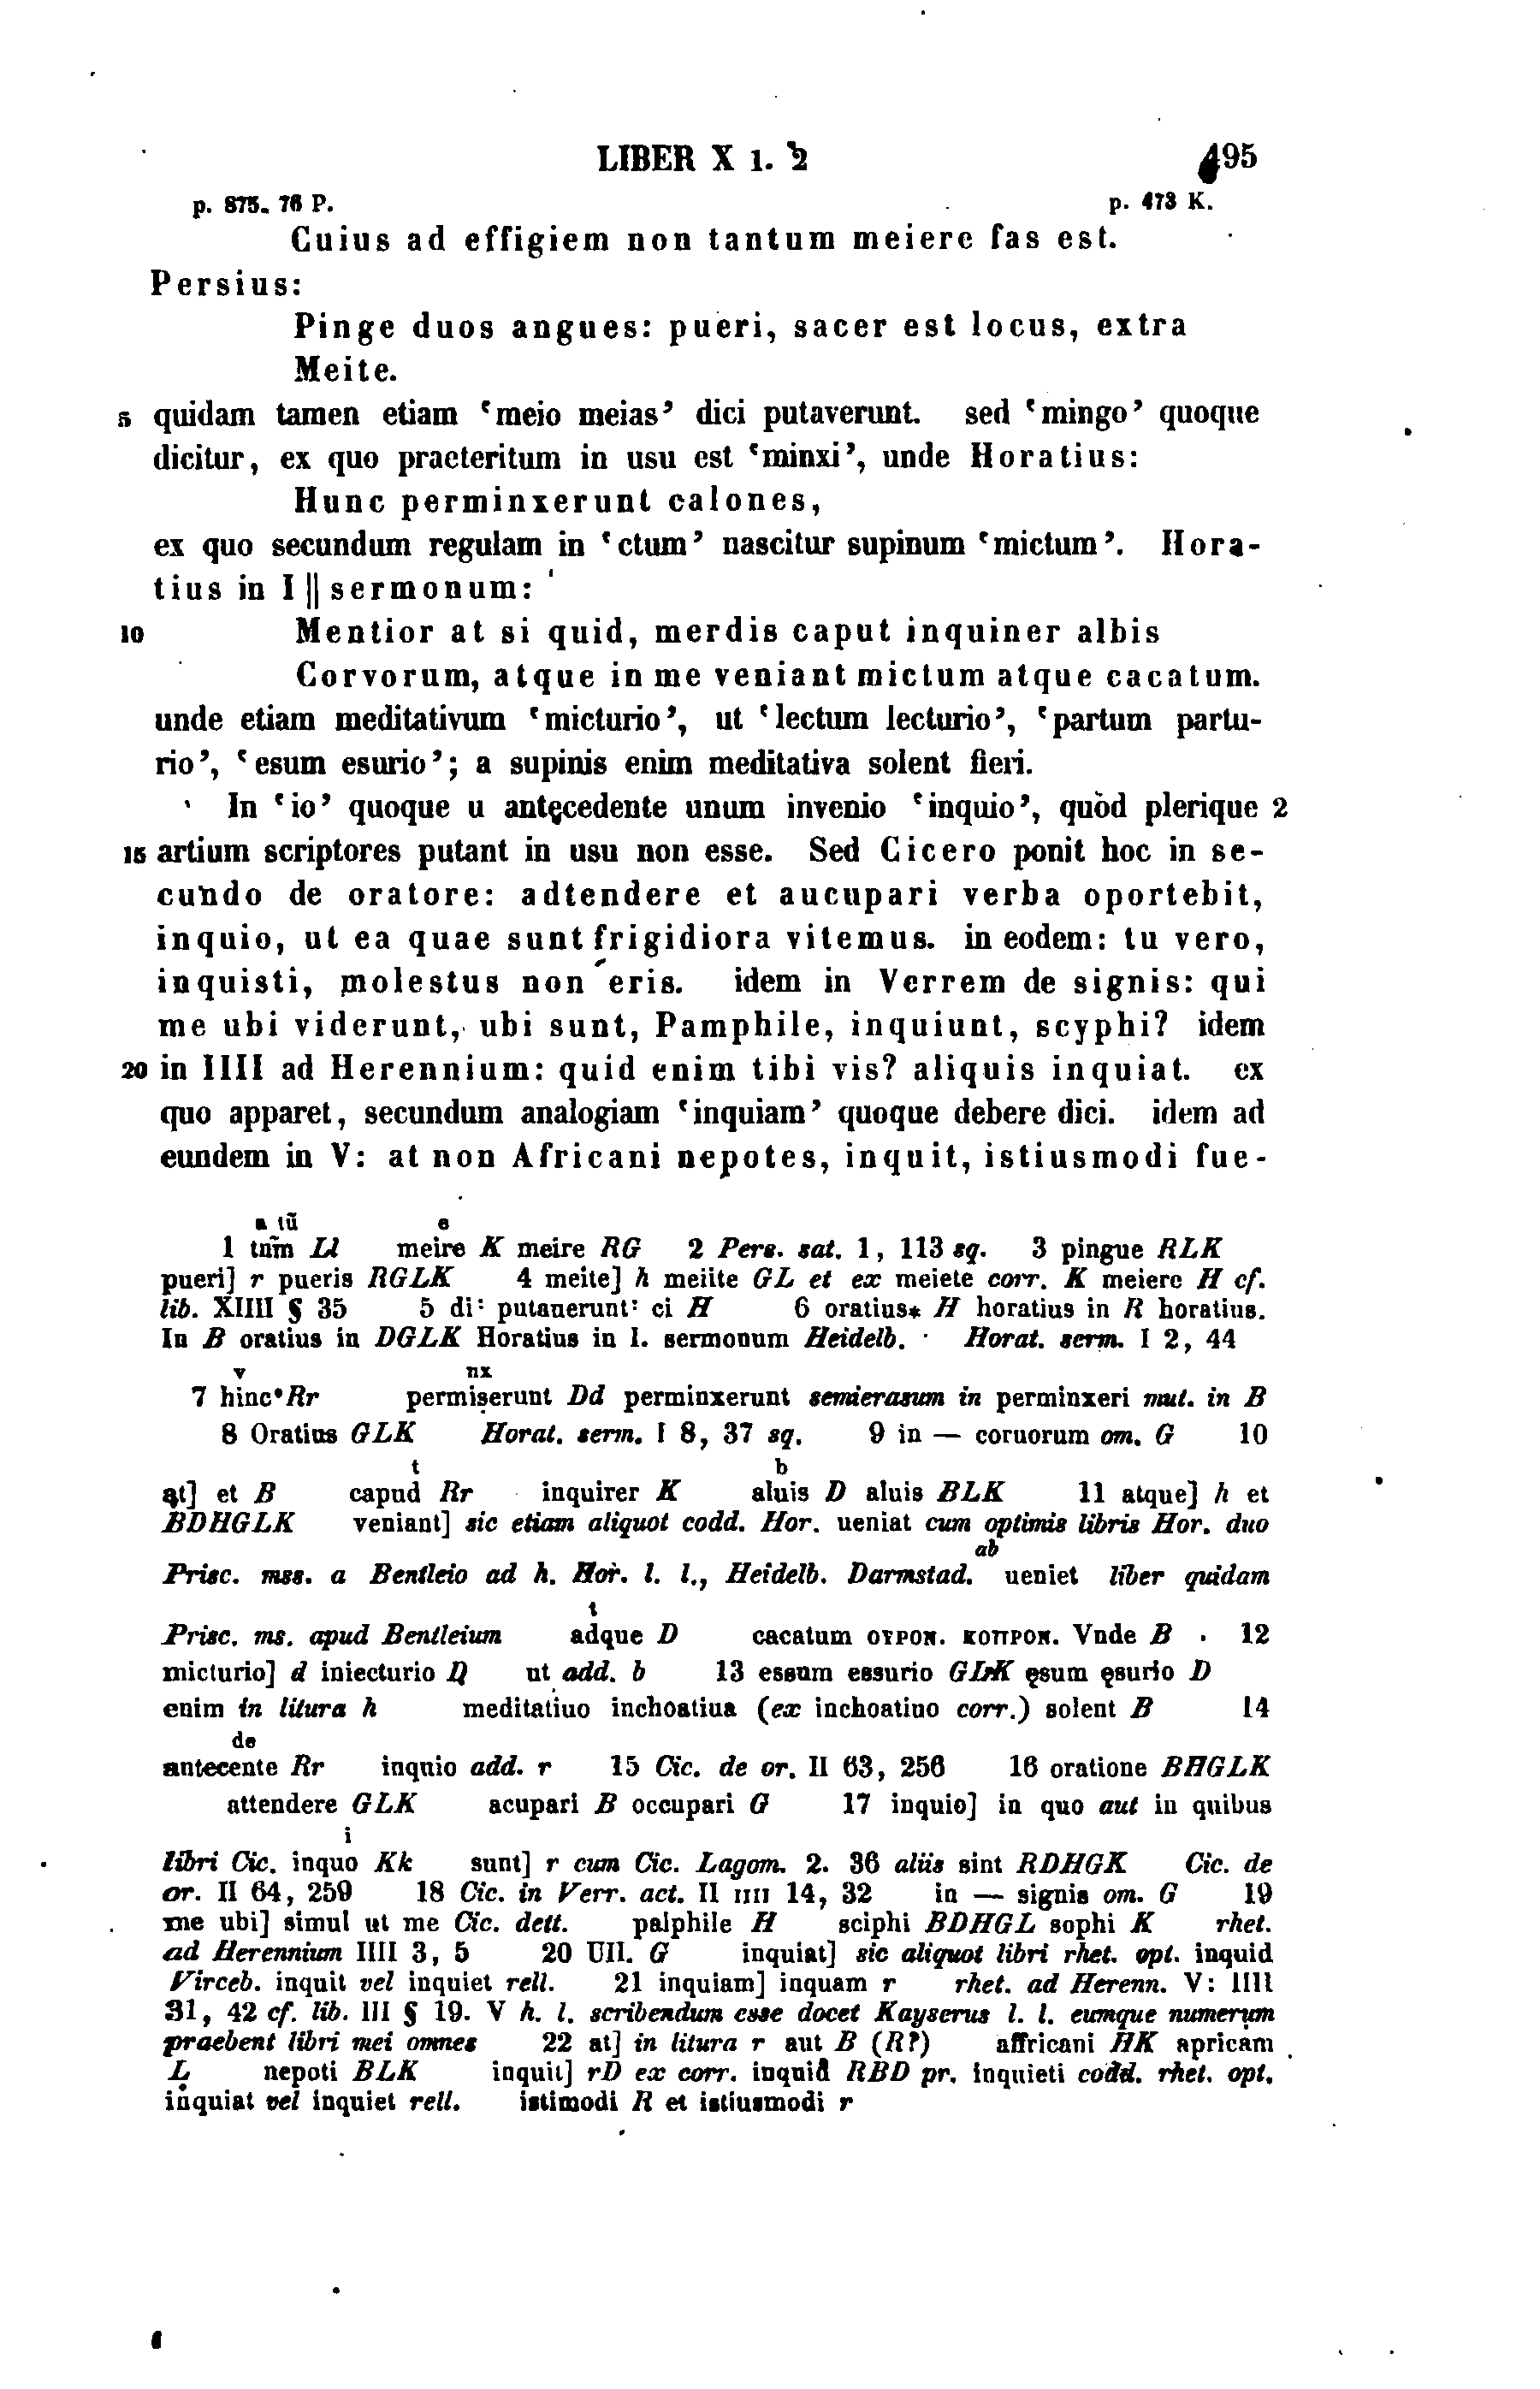 LIBER X 1. 2 495
p. 875. 76 P. p. 473 K.
Cuius ad effigiem non tantum meiere fas est.
Persius:
Pinge duos angues: pueri, sacer est locus, extra
Meite.
5 quidam tamen etiam ‘meio meias’ dici putaverunt. sed ‘mingo’ quoque
dicitur, ex quo praeteritum in usu est ‘minxi’, unde Horatius:
Hunc perminxerunt calones,
ex quo secundum regulam in ‘ctum’ nascitur supinum ‘mictum’. Hora-
tius in I || sermonum:
10 Mentior at si quid, merdis caput inquiner albis
Corvorum, atque in me veniant mictum atque cacatum.
unde etiam meditativum ‘micturio’, ut ‘lectum lecturio’, ‘partum partu-
rio’, ‘esum esurio’; a supinis enim meditativa solent fieri.
In ‘io’ quoque u antecedente unum invenio ‘inquio’, quod plerique 2
15 artium scriptores putant in usu non esse. Sed Cicero ponit hoc in se-
cundo de oratore: adtendere et aucupari verba oportebit,
inquio, ut ea quae sunt frigidiora vitemus. in eodem: tu vero,
inquisti, molestus non eris. idem in Verrem de signis: qui
me ubi viderunt, ubi sunt, Pamphile, inquiunt, scyphi? idem
20 in IIII ad Herennium: quid enim tibi vis? aliquis inquiat. ex
quo apparet, secundum analogiam ‘inquiam’ quoque debere dici. idem ad
eundem in V: at non Africani nepotes, inquit, istiusmodi fue-
a tū e
1 tnm̄ Ll meire K meire RG 2 Pers. sat. 1, 113 sq. 3 pingue RLK
pueri] r pueris RGLK 4 meite] h meiite GL et ex meiete corr. K meiere H cf.
lib. XIIII § 35 5 di: putauerunt: ci H 6 oratius* H horatius in R horatius.
In B oratius in DGLK Horatius in I. sermonum Heidelb. Horat. serm. I 2, 44
v nx
7 hinc Rr permiserunt Dd perminxerunt semierasum in perminxeri mut. in B
8 Oratius GLK Horat. serm. I 8, 37 sq. 9 in — coruorum om. G 10
t b
at] et B capud Rr inquirer K aluis D aluis BLK 11 atque] h et
BDHGLK veniant] sic etiam aliquot codd. Hor. ueniat cum optimis libris Hor. duo
ab
Prisc. mss. a Bentleio ad h. Hor. l. l., Heidelb. Darmstad. ueniet liber quidam
t
Prisc. ms. apud Bentleium adque D cacatum ΟΥΡΟΝ. ΚΟΠΡΟΝ. Vnde B 12
micturio] d iniecturio D ut add. b 13 essum essurio GLK ęsum ęsurio D
enim in litura h meditatiuo inchoatiua (ex inchoatiuo corr.) solent B 14
de
antecente Rr inquio add. r 15 Cic. de or. II 63, 256 16 oratione BHGLK
attendere GLK acupari B occupari G 17 inquio] in quo aut in quibus
i
libri Cic. inquo Kk sunt] r cum Cic. Lagom. 2. 36 aliis sint RDHGK Cic. de
or. II 64, 259 18 Cic. in Verr. act. II IIII 14, 32 in — signis om. G 19
me ubi] simul ut me Cic. dett. palphile H sciphi BDHGL sophi K rhet.
ad Herennium IIII 3, 5 20 UII. G inquiat] sic aliquot libri rhet. opt. inquid
Virceb. inquit vel inquiet rell. 21 inquiam] inquam r rhet. ad Herenn. V: IIII
31, 42 cf. lib. III § 19. V h. l. scribendum esse docet Kayserus l. l. eumque numerum
praebent libri mei omnes 22 at] in litura r aut B (R?) affricani HK apricam
L nepoti BLK inquit] rD ex corr. inquid RBD pr. inquieti codd. rhet. opt.
inquiat vel inquiet rell. istimodi R et istiusmodi r